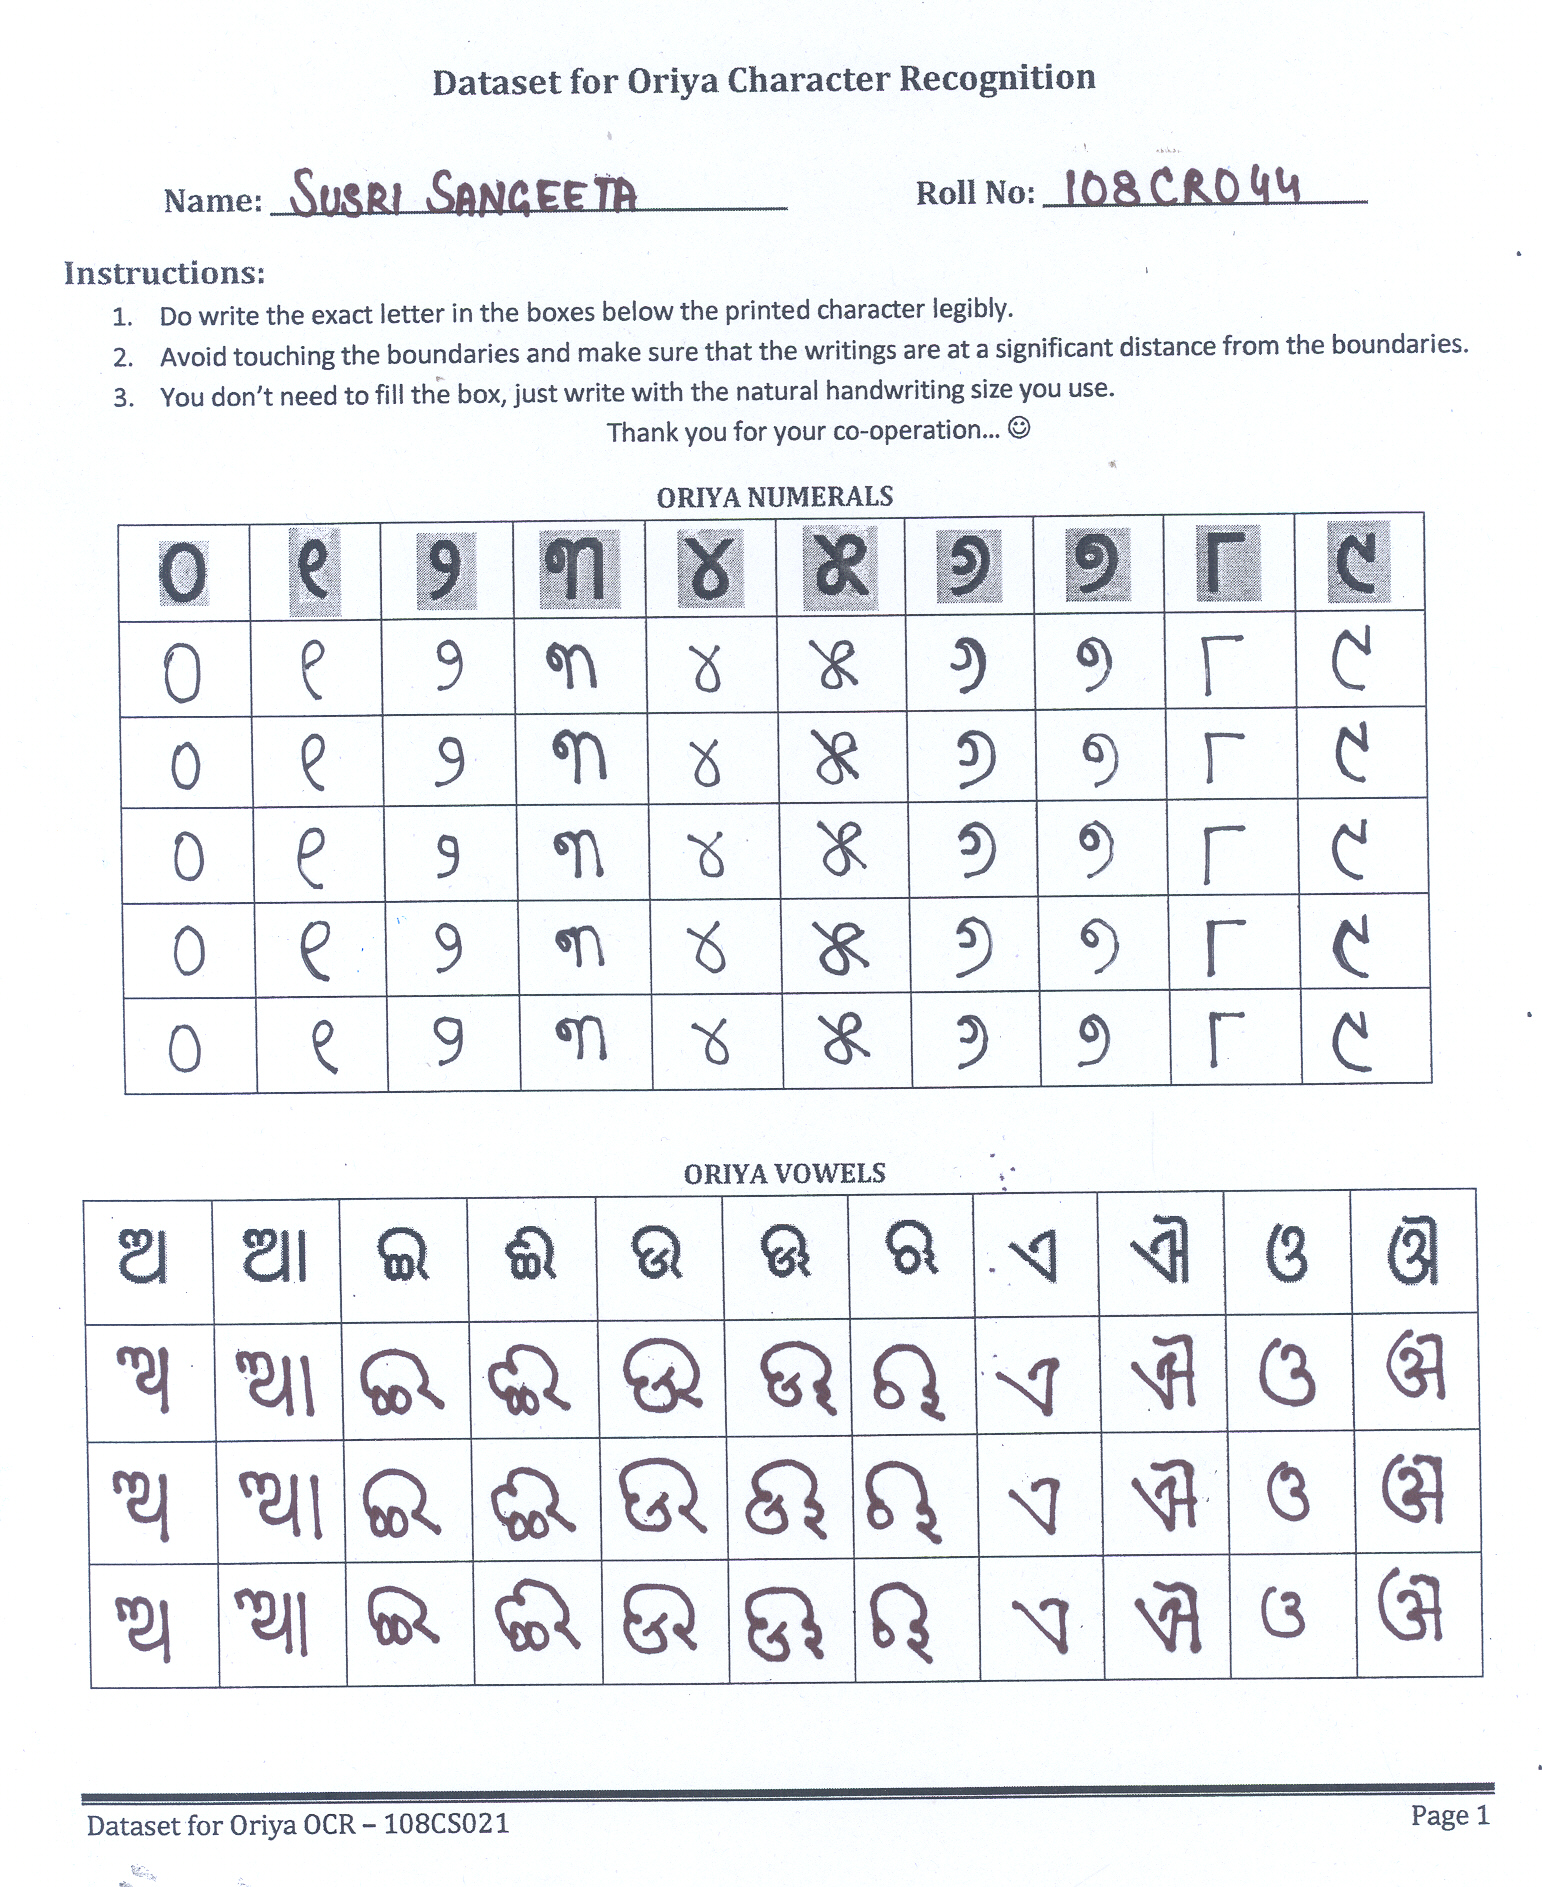 Dataset for Oriya Character Recognition
Name: SUSRI SANGEETA Roll No: 108CR044
Instructions:
1. Do write the exact letter in the boxes below the printed character legibly.
2. Avoid touching the boundaries and make sure that the writings are at a significant distance from the boundaries.
3. You don't need to fill the box, just write with the natural handwriting size you use.
Thank you for your co-operation... ☺
ORIYA NUMERALS
୦ ୧ ୨ ୩ ୪ ୫ ୬ ୭ ୮ ୯
୦ ୧ ୨ ୩ ୪ ୫ ୬ ୭ ୮ ୯
୦ ୧ ୨ ୩ ୪ ୫ ୬ ୭ ୮ ୯
୦ ୧ ୨ ୩ ୪ ୫ ୬ ୭ ୮ ୯
୦ ୧ ୨ ୩ ୪ ୫ ୬ ୭ ୮ ୯
୦ ୧ ୨ ୩ ୪ ୫ ୬ ୭ ୮ ୯
ORIYA VOWELS
ଅ ଆ ଇ ଈ ଉ ଊ ଋ ଏ ଐ ଓ ଔ
ଅ ଆ ଇ ଈ ଉ ଊ ଋ ଏ ଐ ଓ ଔ
ଅ ଆ ଇ ଈ ଉ ଊ ଋ ଏ ଐ ଓ ଔ
ଅ ଆ ଇ ଈ ଉ ଊ ଋ ଏ ଐ ଓ ଔ
Dataset for Oriya OCR – 108CS021 Page 1